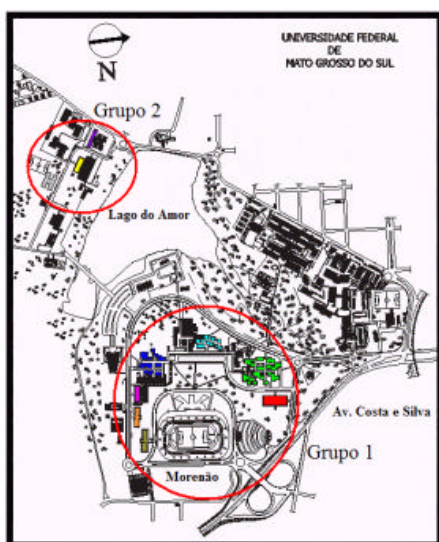 UNIVERSIDADE FEDERAL
DE
MATO GROSSO DO SUL
N
Grupo 2
Lago do Amor
Av. Costa e Silva
Grupo 1
Morenão